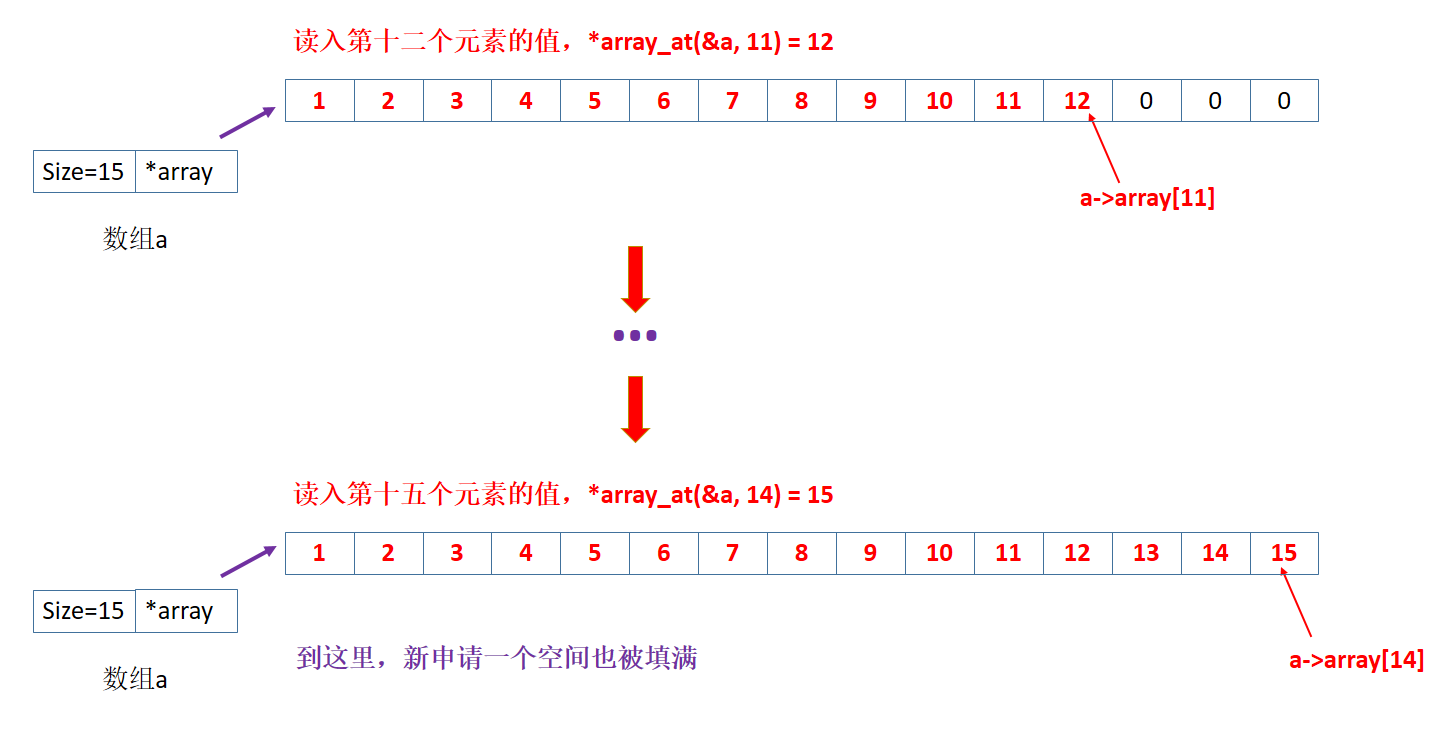 读入第十二个元素的值，*array_at(&a, 11) = 12
1 2 3 4 5 6 7 8 9 10 11 12 0 0 0
Size=15 *array
a->array[11]
数组a
...
读入第十五个元素的值，*array_at(&a, 14) = 15
1 2 3 4 5 6 7 8 9 10 11 12 13 14 15
Size=15 *array
到这里，新申请一个空间也被填满
a->array[14]
数组a